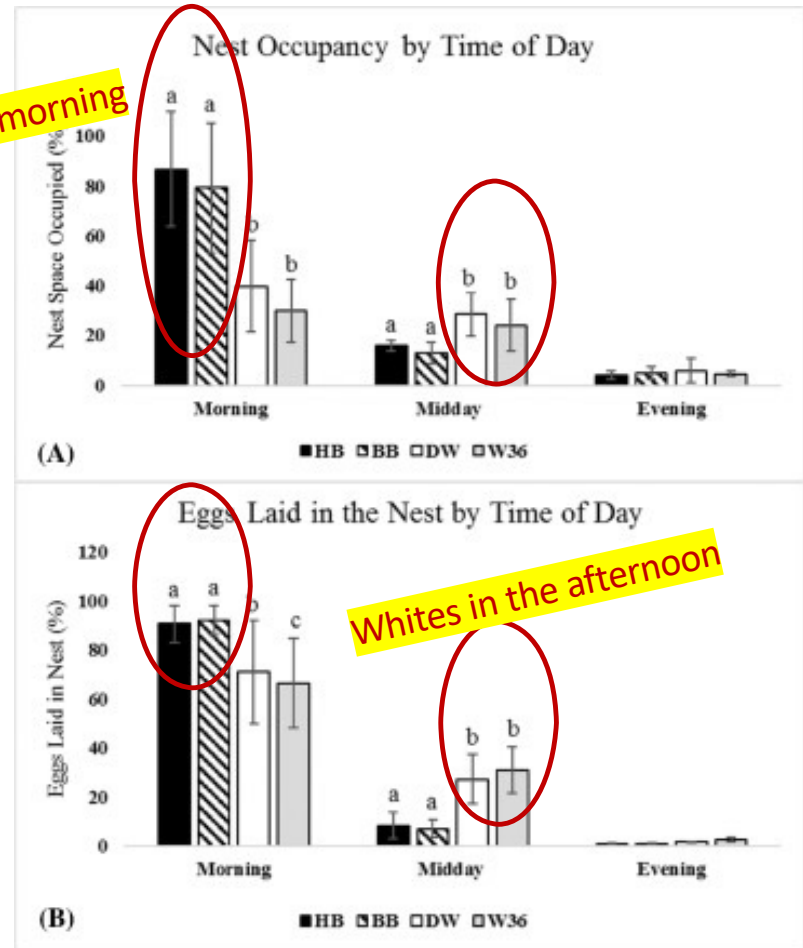 Nest Occupancy by Time of Day
morning
Nest Space Occupied (%
100
80
60
40
20
0
a a b b
a a b b
Morning Midday Evening
(A)
HB BB DW W36
Eggs Laid in the Nest by Time of Day
Whites in the afternoon
Eggs Laid in Nest (%)
120
100
80
60
40
20
0
a a b c
a a b b
Morning Midday Evening
(B)
HB BB DW W36